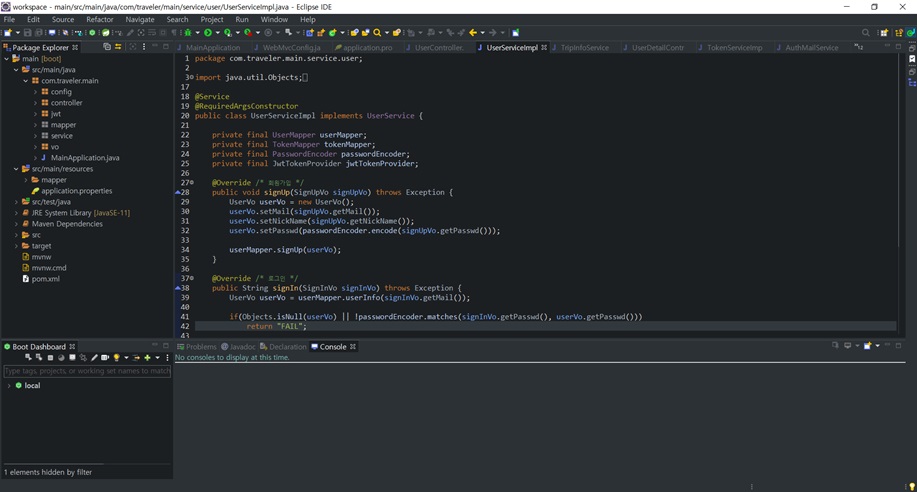 workspace - main/src/main/java/com/traveler/main/service/user/UserServiceImpl.java - Eclipse IDE
File Edit Source Refactor Navigate Search Project Run Window Help
Package Explorer
main [boot]
src/main/java
com.traveler.main
config
controller
Jwt
mapper
service
vo
MainApplication.java
src/main/resources
mapper
application.properties
src/test/java
JRE System Library [JavaSE-11]
Maven Dependencies
src
target
mvnw
mvnw.cmd
pom.xml
MainApplication WebMvcConfig.ja application.pro UserController. UserServiceImpl TripInfoService UserDetailContr TokenServiceImp AuthMailService
1 package com.traveler.main.service.user;
2
3 import java.util.Objects;
17
18 @Service
19 @RequiredArgsConstructor
20 public class UserServiceImpl implements UserService {
21
22 private final UserMapper userMapper;
23 private final TokenMapper tokenMapper;
24 private final PasswordEncoder passwordEncoder;
25 private final JwtTokenProvider jwtTokenProvider;
26
27 @Override /* 회원가입 */
28 public void signUp(SignUpVo signUpVo) throws Exception {
29 UserVo userVo = new UserVo();
30 userVo.setMail(signUpVo.getMail());
31 userVo.setNickName(signUpVo.getNickName());
32 userVo.setPasswd(passwordEncoder.encode(signUpVo.getPasswd()));
33
34 userMapper.signUp(userVo);
35 }
36
37 @Override /* 로그인 */
38 public String signIn(SignInVo signInVo) throws Exception {
39 UserVo userVo = userMapper.userInfo(signInVo.getMail());
40
41 if(Objects.isNull(userVo) || !passwordEncoder.matches(signInVo.getPasswd(), userVo.getPasswd()))
42 return "FAIL";
43
Boot Dashboard
Type tags, projects, or working set names to match
local
1 elements hidden by filter
Problems Javadoc Declaration Console
No consoles to display at this time.